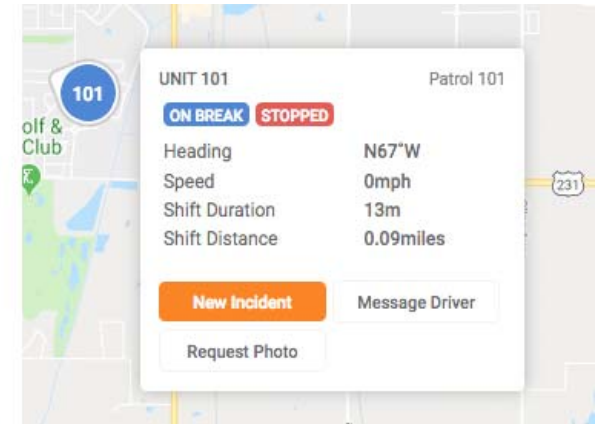 101
olf &
Club
UNIT 101
Patrol 101
ON BREAK
STOPPED
Heading
N67°W
Speed
0mph
Shift Duration
13m
Shift Distance
0.09miles
New Incident
Message Driver
Request Photo
231